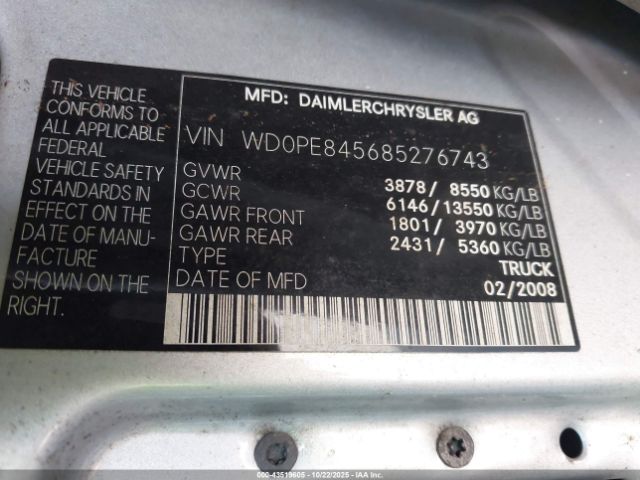 THIS VEHICLE
CONFORMS TO
ALL APPLICABLE
FEDERAL
VEHICLE SAFETY
STANDARDS IN
EFFECT ON THE
DATE OF MANU-
FACTURE
SHOWN ON THE
RIGHT.
MFD: DAIMLERCHRYSLER AG
VIN WD0PE845685276743
GVWR 3878/ 8550 KG/LB
GCWR 6146/13550 KG/LB
GAWR FRONT 1801/ 3970 KG/LB
GAWR REAR 2431/ 5360 KG/LB
TYPE TRUCK
DATE OF MFD 02/2008
000-43519605 - 10/22/2025 - IAAI.COM